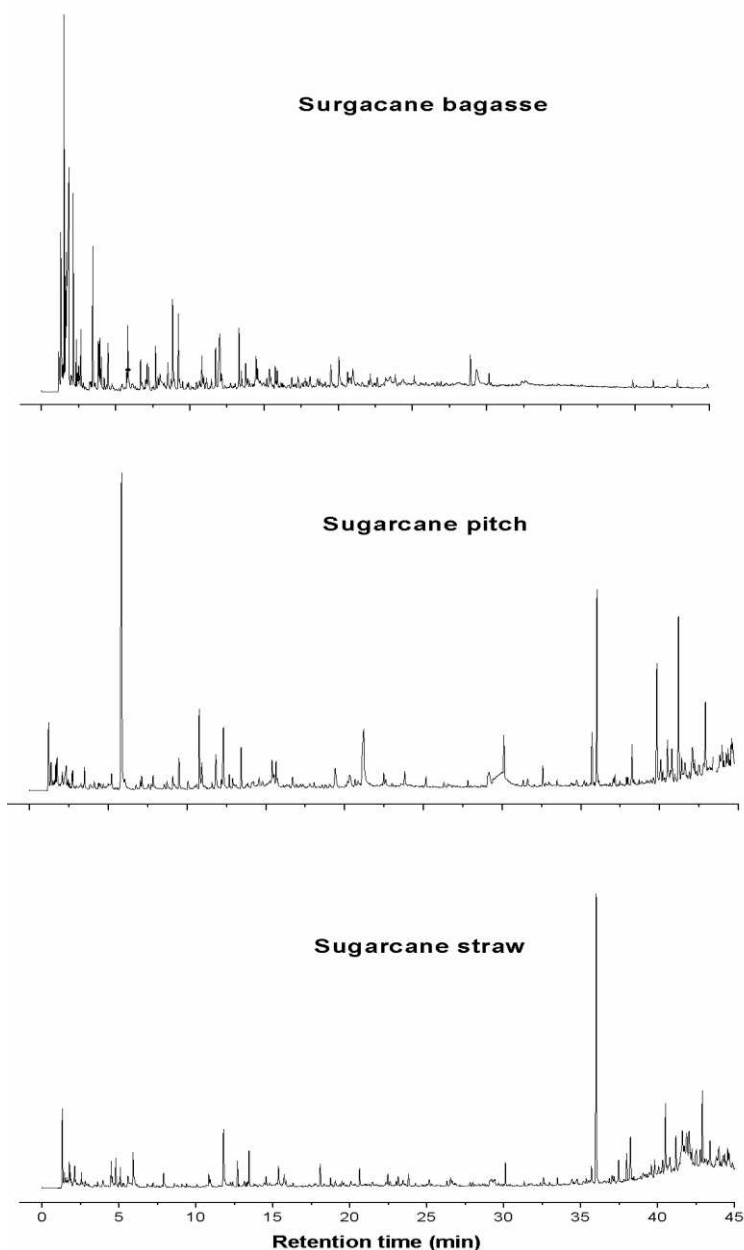 Surgacane bagasse
Sugarcane pitch
Sugarcane straw
0 5 10 15 20 25 30 35 40 45
Retention time (min)